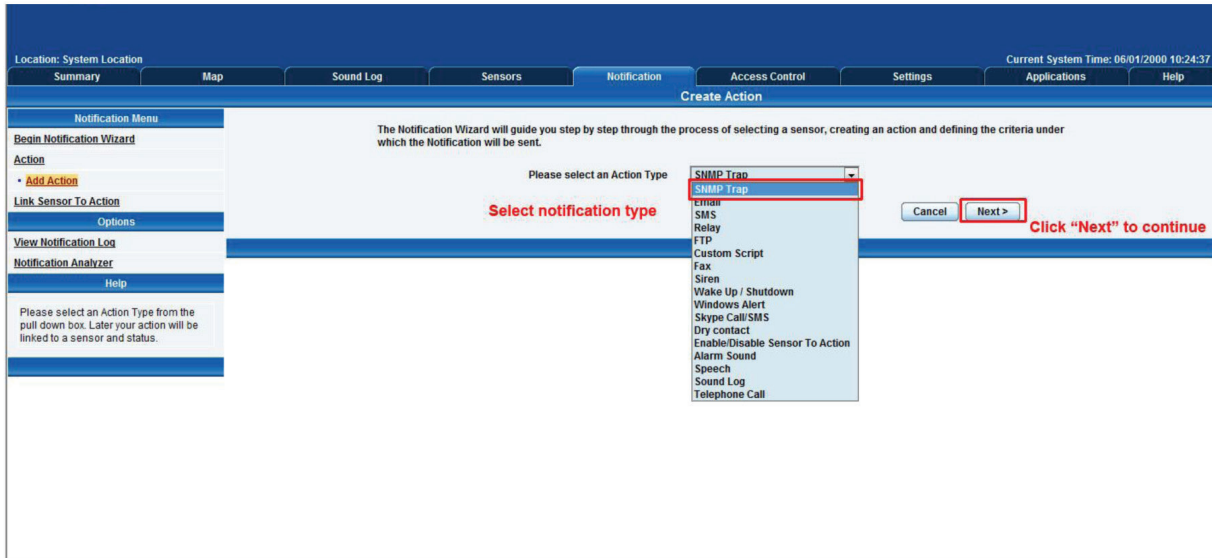 Location: System Location
Current System Time: 06/01/2000 10:24:37
Summary
Map
Sound Log
Sensors
Notification
Access Control
Settings
Applications
Help
Create Action
Notification Menu
Begin Notification Wizard
Action
• Add Action
Link Sensor To Action
Options
View Notification Log
Notification Analyzer
Help
Please select an Action Type from the
pull down box. Later your action will be
linked to a sensor and status.
The Notification Wizard will guide you step by step through the process of selecting a sensor, creating an action and defining the criteria under
which the Notification will be sent.
Please select an Action Type
SNMP Trap
SNMP Trap
Email
SMS
Relay
FTP
Custom Script
Fax
Siren
Wake Up / Shutdown
Windows Alert
Skype Call/SMS
Dry contact
Enable/Disable Sensor To Action
Alarm Sound
Speech
Sound Log
Telephone Call
Select notification type
Cancel
Next >
Click “Next” to continue